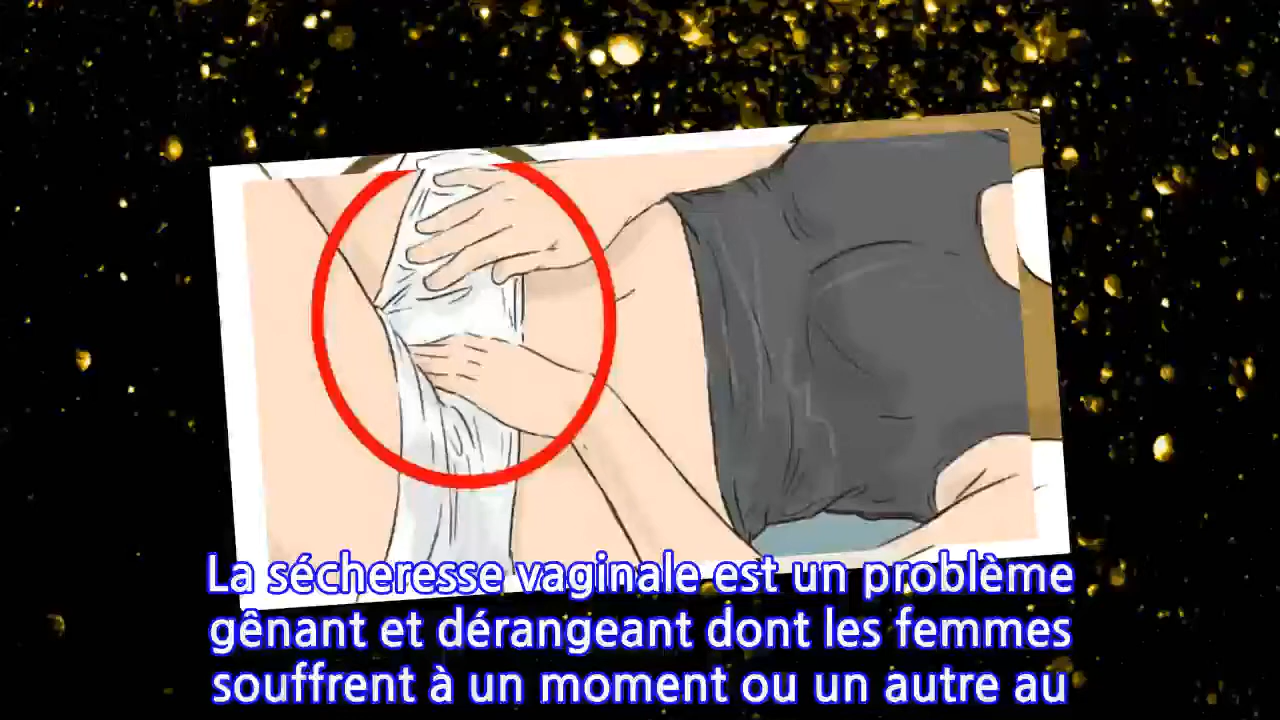 La sécheresse vaginale est un problème
gênant et dérangeant dont les femmes
souffrent à un moment ou un autre au